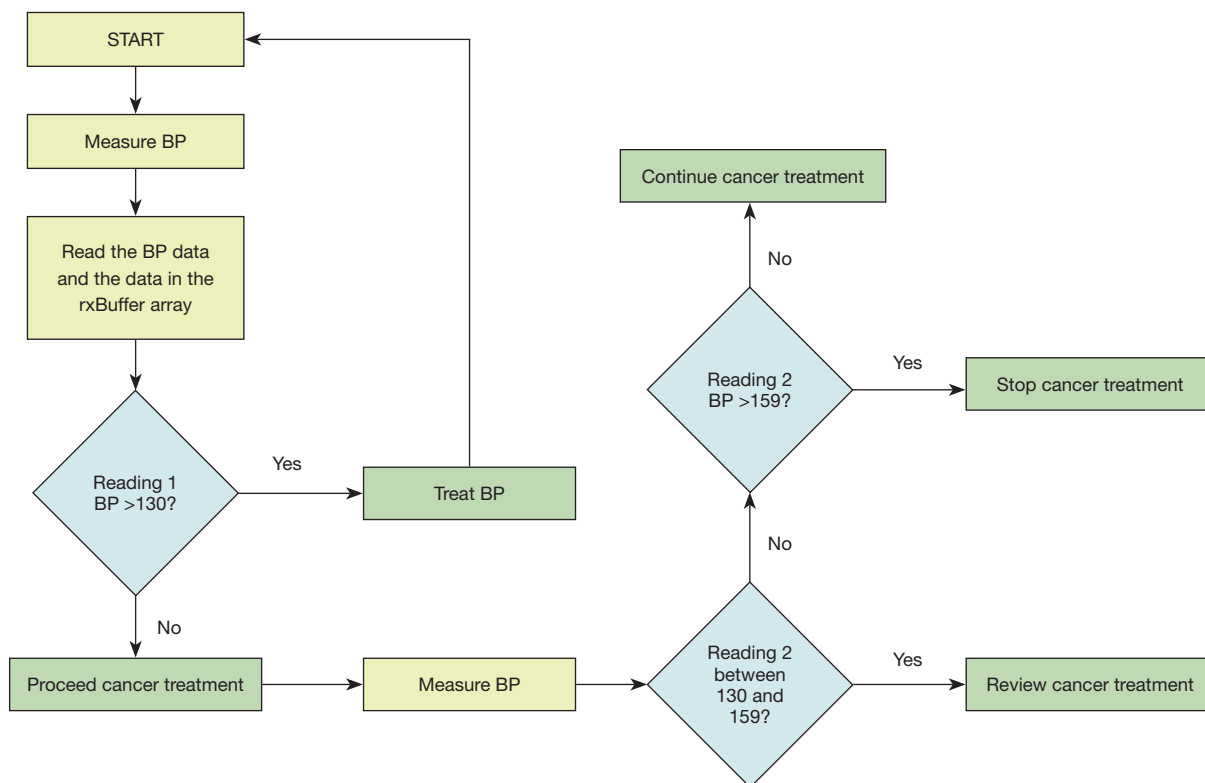 START
Measure BP
Read the BP data
and the data in the
rxBuffer array
Reading 1
BP >130?
Yes
Treat BP
No
Proceed cancer treatment
Measure BP
Reading 2
between
130 and
159?
Yes
Review cancer treatment
No
Reading 2
BP >159?
Yes
Stop cancer treatment
No
Continue cancer treatment